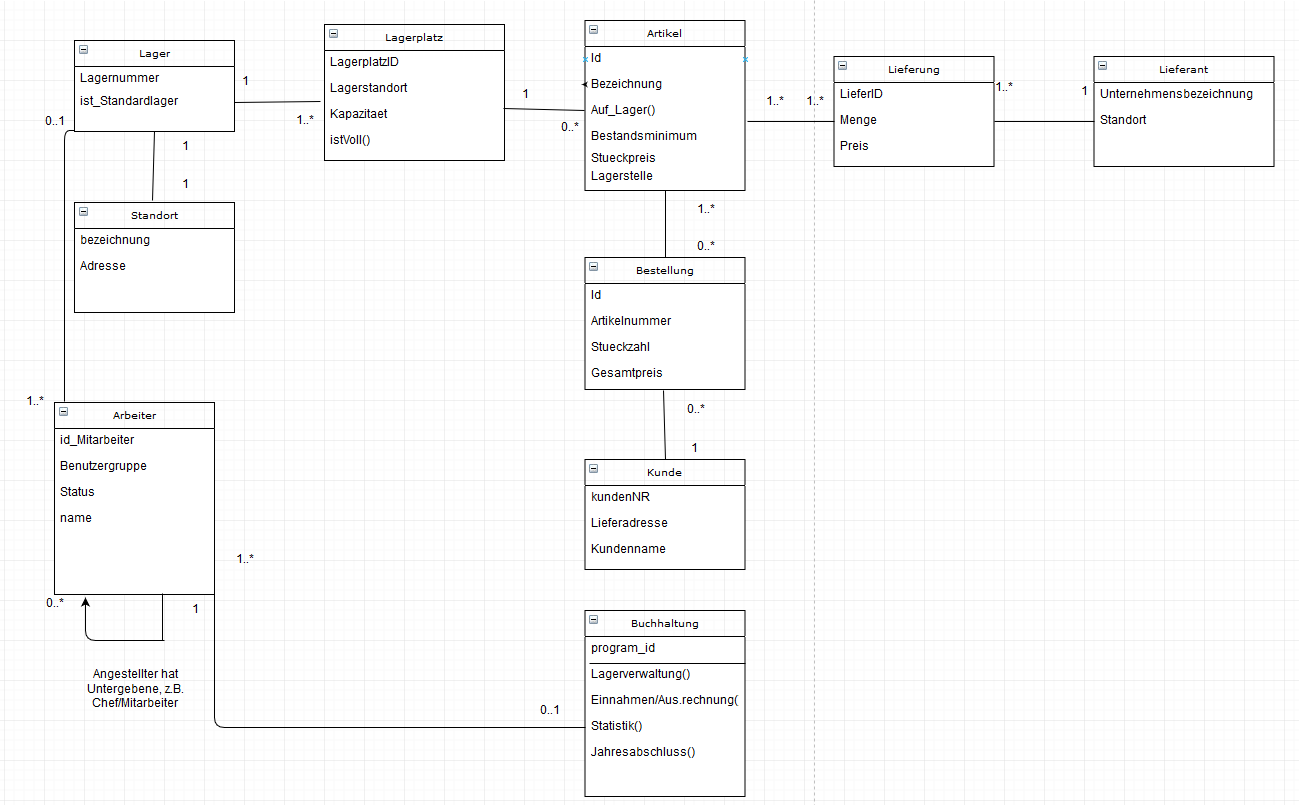 Lager
Lagernummer
ist_Standardlager
1
1..*
0..1
1
1
Lagerplatz
LagerplatzID
Lagerstandort
Kapazitaet
istVoll()
1
0..*
Artikel
Id
Bezeichnung
Auf_Lager()
Bestandsminimum
Stueckpreis
Lagerstelle
1..*
1..*
Lieferung
LieferID
Menge
Preis
1..*
1
Lieferant
Unternehmensbezeichnung
Standort
Standort
bezeichnung
Adresse
1..*
0..*
Bestellung
Id
Artikelnummer
Stueckzahl
Gesamtpreis
0..*
1
1..*
Arbeiter
id_Mitarbeiter
Benutzergruppe
Status
name
1..*
0..*
1
Angestellter hat
Untergebene, z.B.
Chef/Mitarbeiter
Kunde
kundenNR
Lieferadresse
Kundenname
0..1
Buchhaltung
program_id
Lagerverwaltung()
Einnahmen/Aus.rechnung(
Statistik()
Jahresabschluss()